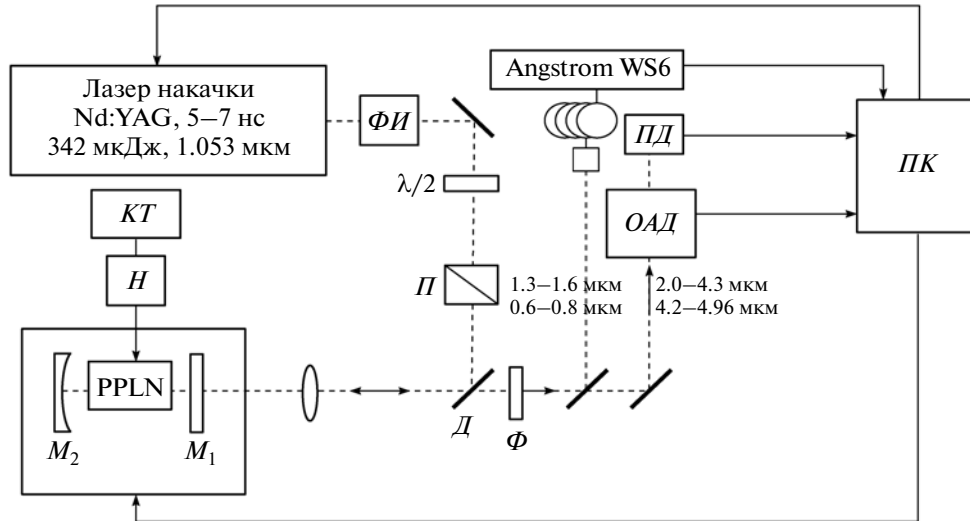 Лазер накачки
Nd:YAG, 5–7 нс
342 мкДж, 1.053 мкм
ФИ
Angstrom WS6
ПД
ПК
λ/2
КТ
ОАД
Н
П
1.3–1.6 мкм
0.6–0.8 мкм
2.0–4.3 мкм
4.2–4.96 мкм
PPLN
M2
M1
Д
Ф